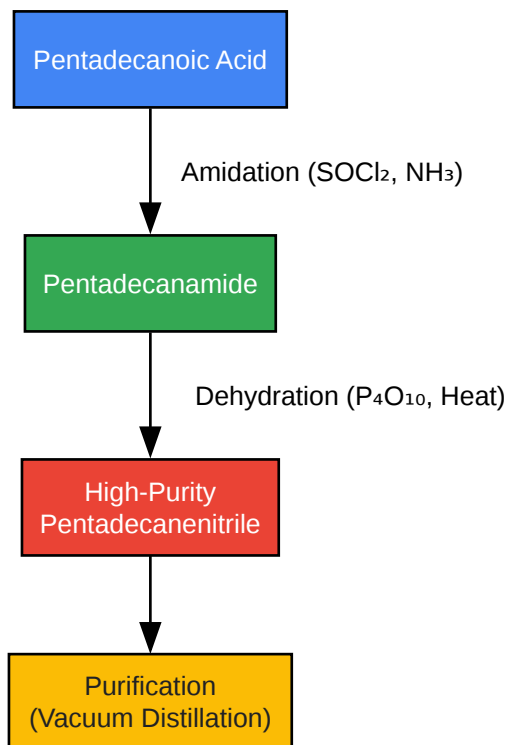 Pentadecanoic Acid
Amidation (SOCl₂, NH₃)
Pentadecanamide
Dehydration (P₄O₁₀, Heat)
High-Purity
Pentadecanenitrile
Purification
(Vacuum Distillation)